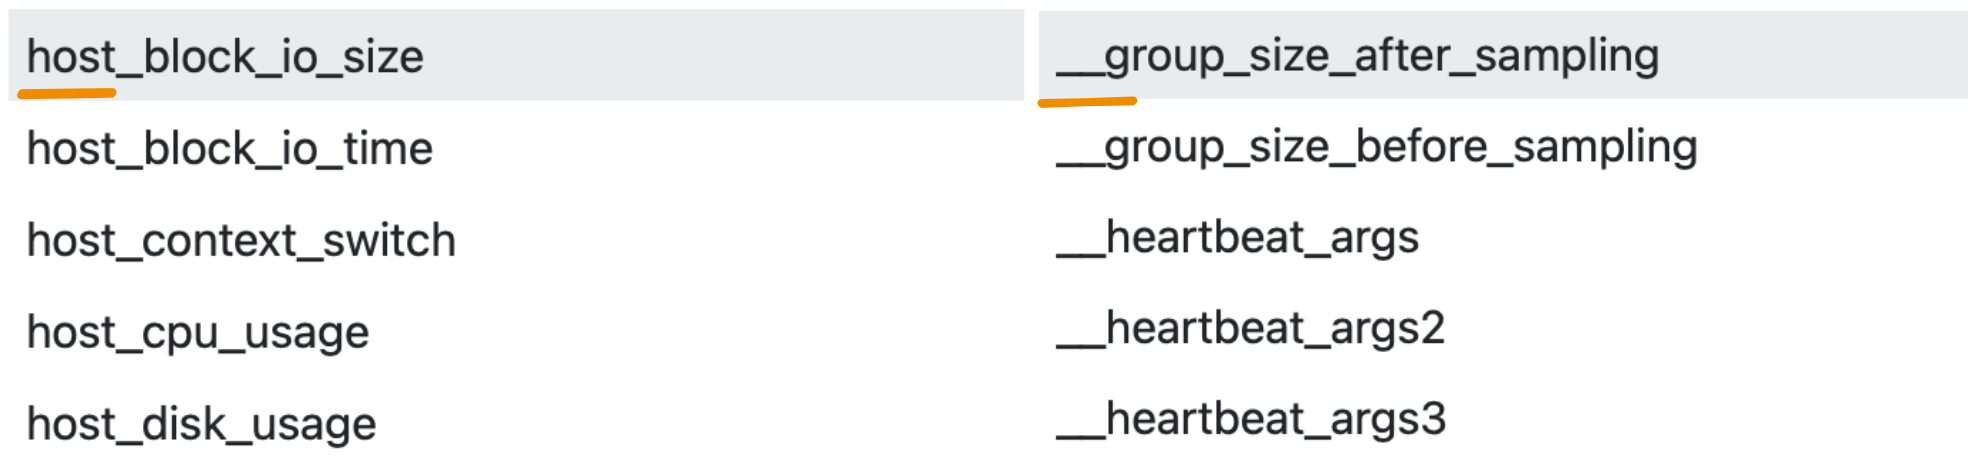 host_block_io_size
host_block_io_time
host_context_switch
host_cpu_usage
host_disk_usage
__group_size_after_sampling
__group_size_before_sampling
__heartbeat_args
__heartbeat_args2
__heartbeat_args3